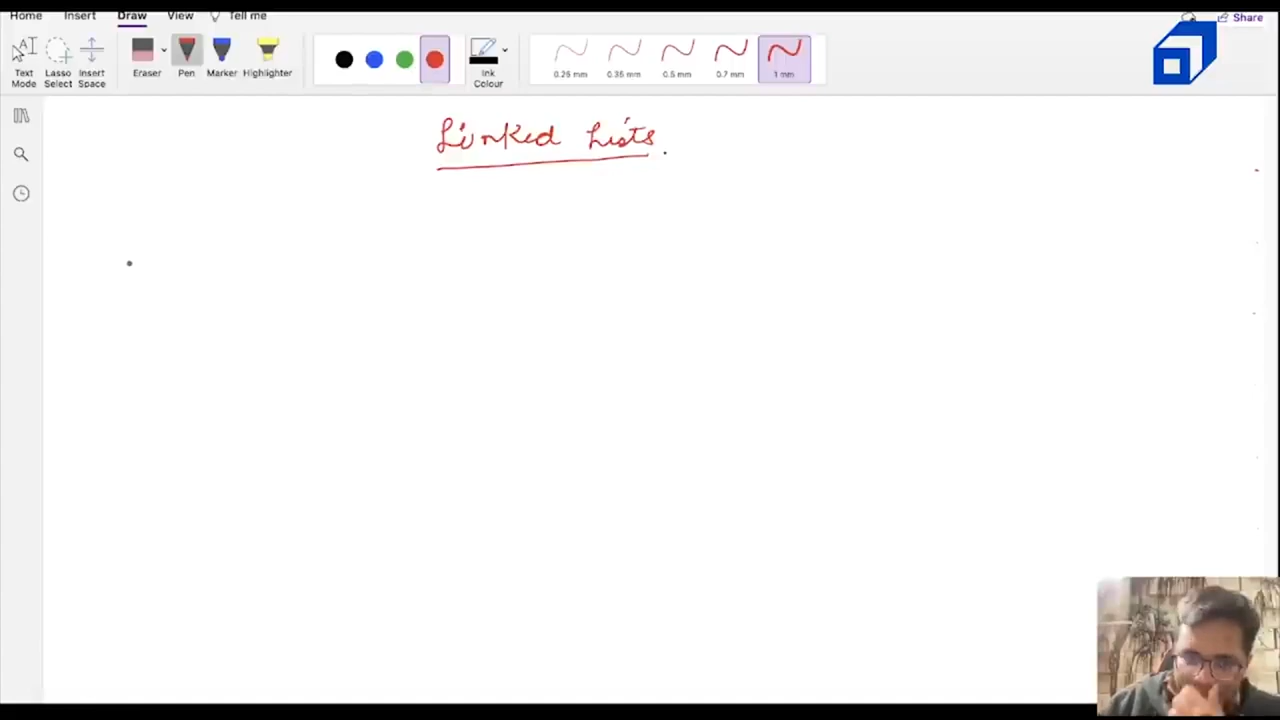 Home Insert Draw View Tell me Share
Text Mode Lasso Select Insert Space Eraser Pen Marker Highlighter Ink Colour 0.25 mm 0.35 mm 0.5 mm 0.7 mm 1 mm
Linked Lists